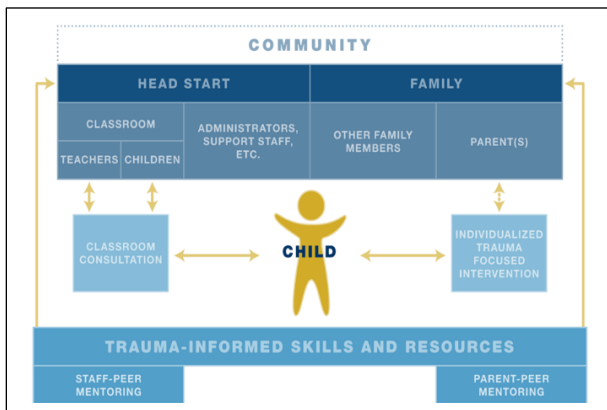 COMMUNITY
HEAD START
FAMILY
CLASSROOM
TEACHERS
CHILDREN
ADMINISTRATORS,
SUPPORT STAFF,
ETC.
OTHER FAMILY
MEMBERS
PARENT(S)
CLASSROOM
CONSULTATION
CHILD
INDIVIDUALIZED
TRAUMA
FOCUSED
INTERVENTION
TRAUMA-INFORMED SKILLS AND RESOURCES
STAFF-PEER
MENTORING
PARENT-PEER
MENTORING